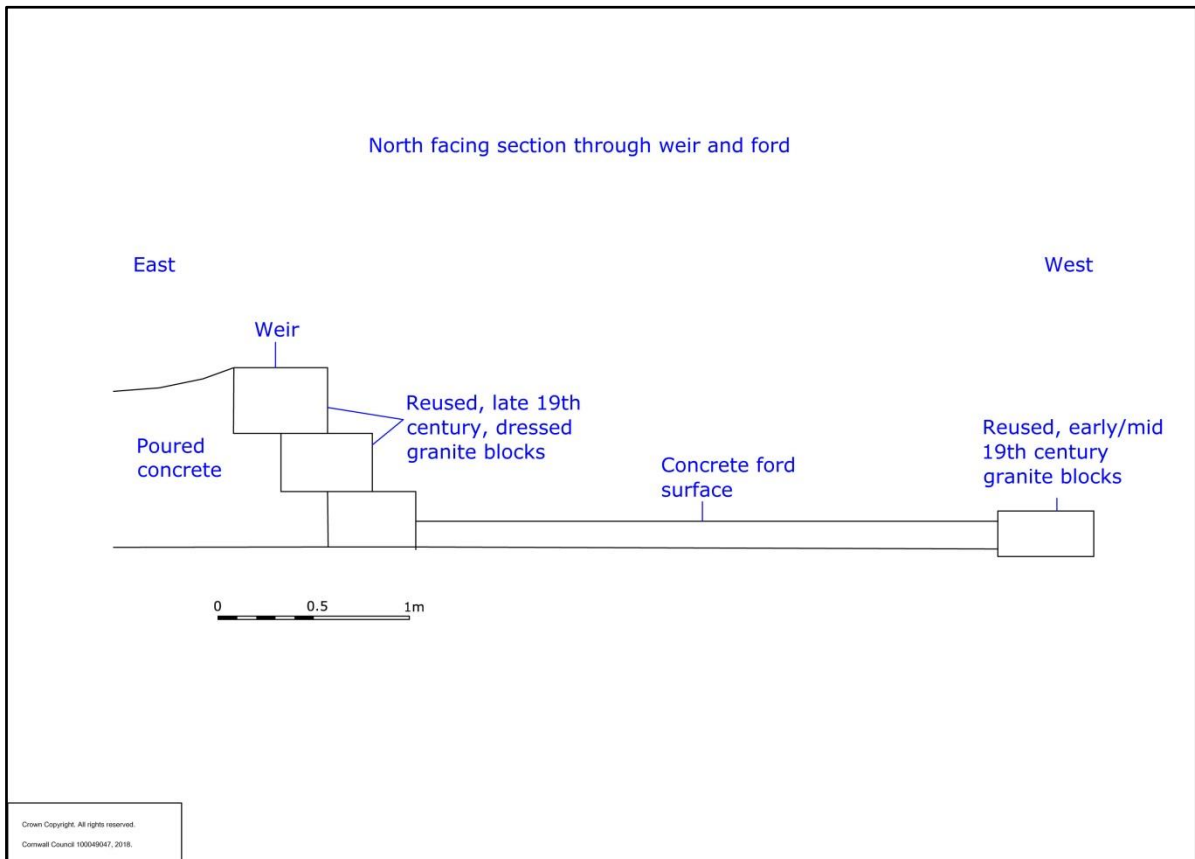 North facing section through weir and ford
East
West
Weir
Reused, late 19th
century, dressed
granite blocks
Poured
concrete
Concrete ford
surface
Reused, early/mid
19th century
granite blocks
0 0.5 1m
Crown Copyright. All rights reserved.
Cornwall Council 100049047, 2018.